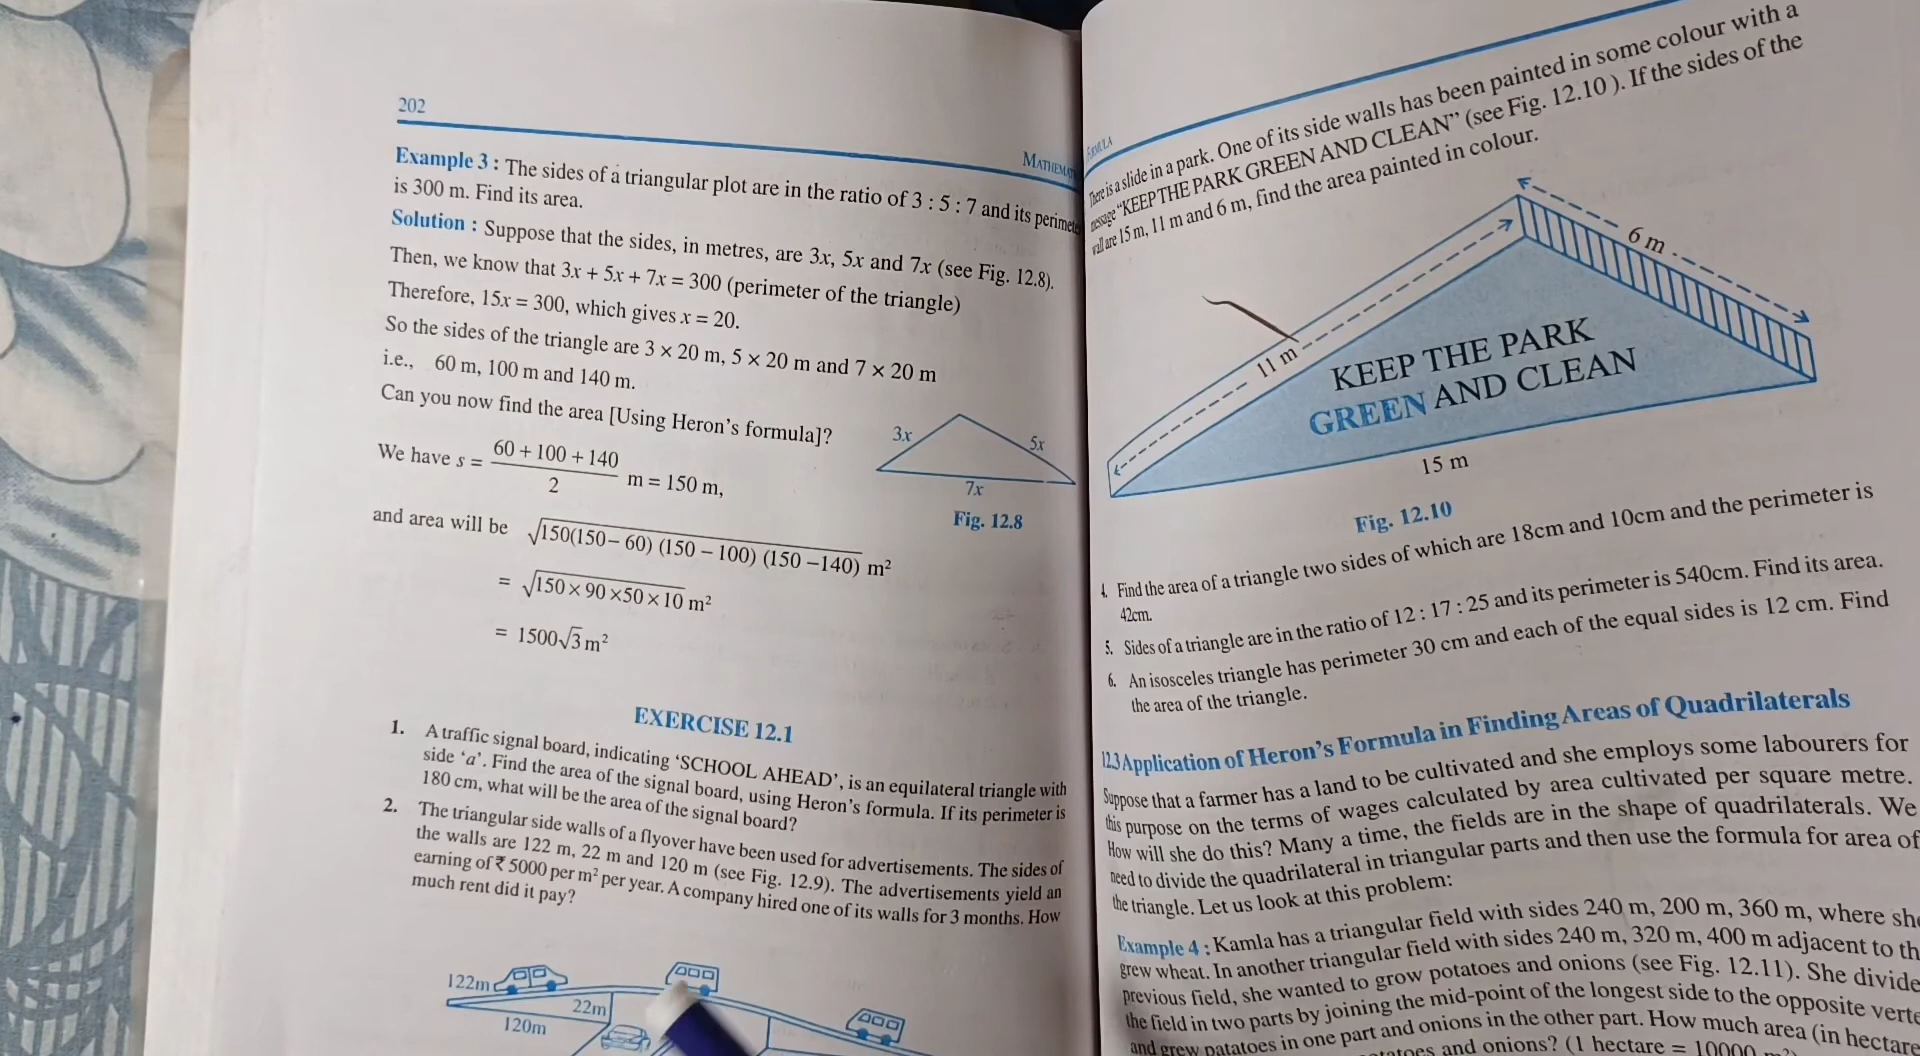 202
MATHEMAT
Example 3 : The sides of a triangular plot are in the ratio of 3 : 5 : 7 and its perimete
is 300 m. Find its area.
Solution : Suppose that the sides, in metres, are 3x, 5x and 7x (see Fig. 12.8).
Then, we know that 3x + 5x + 7x = 300 (perimeter of the triangle)
Therefore, 15x = 300, which gives x = 20.
So the sides of the triangle are 3 × 20 m, 5 × 20 m and 7 × 20 m
i.e., 60 m, 100 m and 140 m.
Can you now find the area [Using Heron's formula]?
We have s = (60 + 100 + 140)/2 m = 150 m,
3x
5x
7x
Fig. 12.8
and area will be √150(150 – 60) (150 – 100) (150 –140) m²
= √150 × 90 ×50 × 10 m²
= 1500√3 m²
EXERCISE 12.1
1. A traffic signal board, indicating 'SCHOOL AHEAD', is an equilateral triangle with
side 'a'. Find the area of the signal board, using Heron's formula. If its perimeter is
180 cm, what will be the area of the signal board?
2. The triangular side walls of a flyover have been used for advertisements. The sides of
the walls are 122 m, 22 m and 120 m (see Fig. 12.9). The advertisements yield an
earning of ₹ 5000 per m² per year. A company hired one of its walls for 3 months. How
much rent did it pay?
122m
22m
120m
FORMULA
There is a slide in a park. One of its side walls has been painted in some colour with a
message "KEEP THE PARK GREEN AND CLEAN" (see Fig. 12.10 ). If the sides of the
wall are 15 m, 11 m and 6 m, find the area painted in colour.
6 m
11 m
KEEP THE PARK
GREEN AND CLEAN
15 m
Fig. 12.10
4. Find the area of a triangle two sides of which are 18cm and 10cm and the perimeter is
42cm.
5. Sides of a triangle are in the ratio of 12 : 17 : 25 and its perimeter is 540cm. Find its area.
6. An isosceles triangle has perimeter 30 cm and each of the equal sides is 12 cm. Find
the area of the triangle.
12.3 Application of Heron's Formula in Finding Areas of Quadrilaterals
Suppose that a farmer has a land to be cultivated and she employs some labourers for
this purpose on the terms of wages calculated by area cultivated per square metre.
How will she do this? Many a time, the fields are in the shape of quadrilaterals. We
need to divide the quadrilateral in triangular parts and then use the formula for area of
the triangle. Let us look at this problem:
Example 4 : Kamla has a triangular field with sides 240 m, 200 m, 360 m, where she
grew wheat. In another triangular field with sides 240 m, 320 m, 400 m adjacent to th
previous field, she wanted to grow potatoes and onions (see Fig. 12.11). She divide
the field in two parts by joining the mid-point of the longest side to the opposite verte
and grew patatoes in one part and onions in the other part. How much area (in hectare
and onions? (1 hectare = 10000 m²)